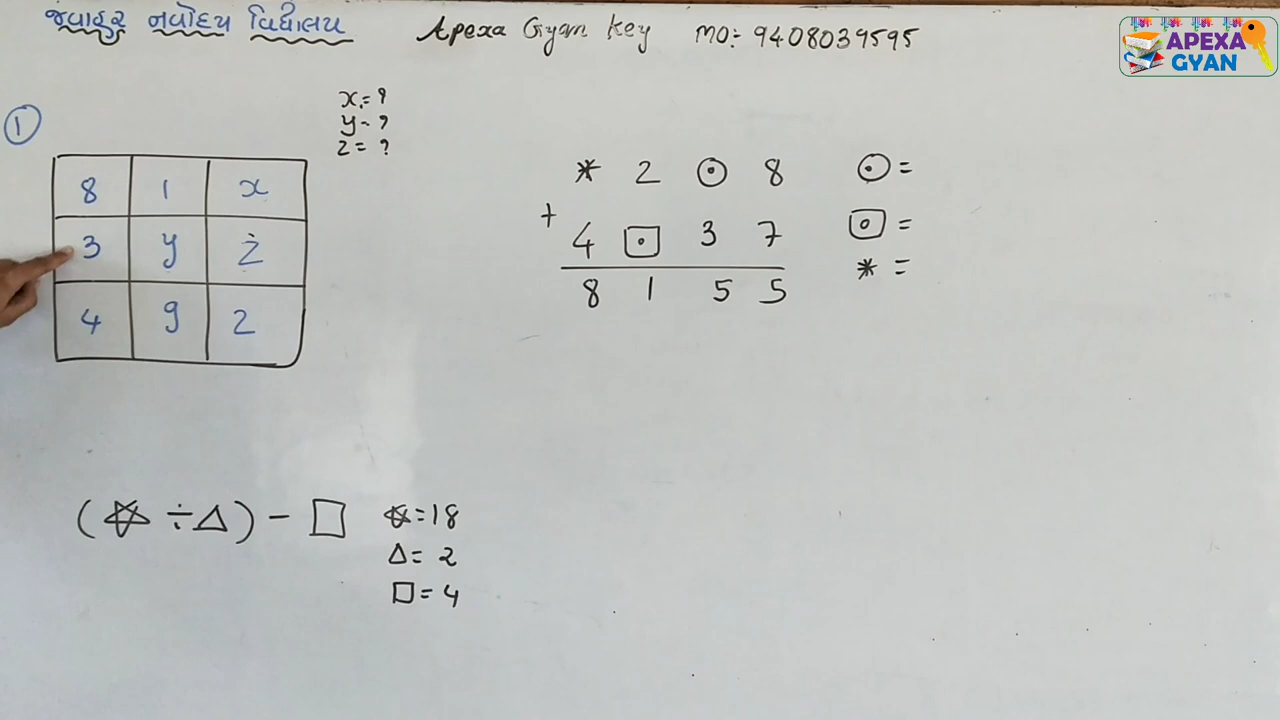 જવાહર નવોદય વિદ્યાલય Apexa Gyan Key MO:- 9408039595
APEXA
GYAN
x = ?
y = ?
z = ?
1
8 1 x
3 y z
4 9 2
* 2 ⊙ 8
+ 4 ⊡ 3 7
8 1 5 5
⊙ =
⊡ =
* =
(☆ ÷ △) - □
☆ = 18
△ = 2
□ = 4